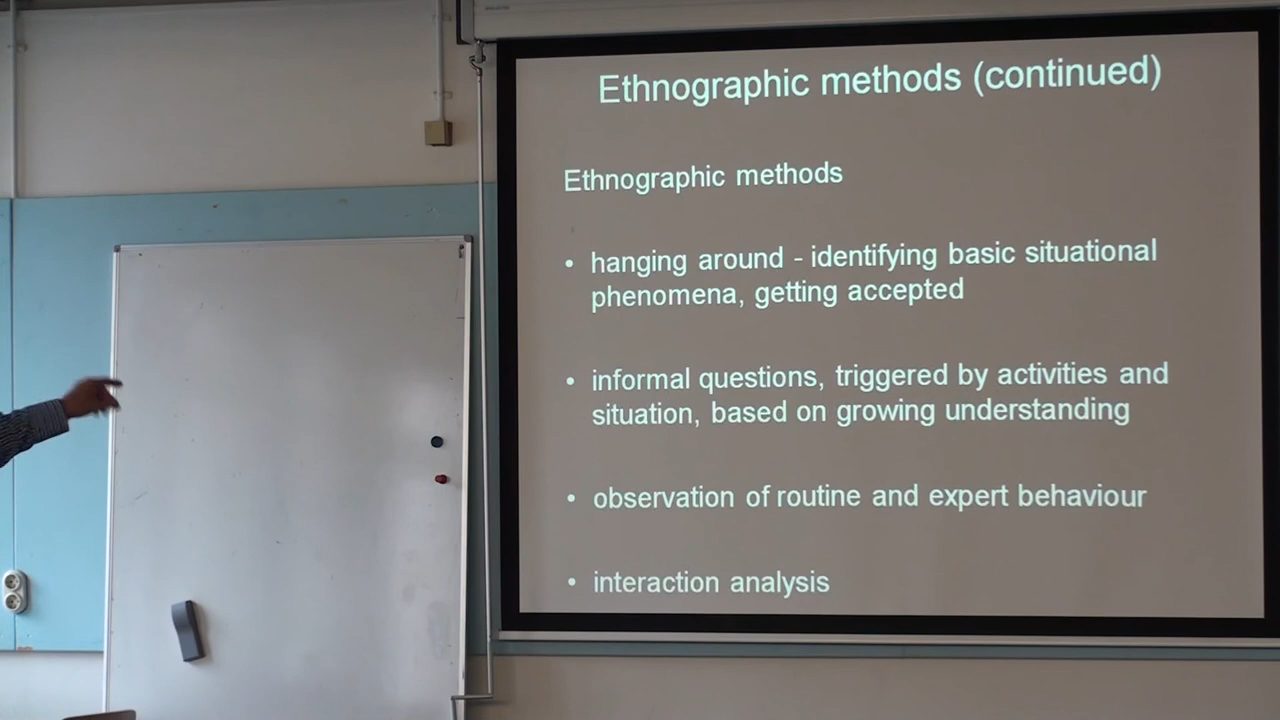 Ethnographic methods (continued)
Ethnographic methods
• hanging around - identifying basic situational
phenomena, getting accepted
• informal questions, triggered by activities and
situation, based on growing understanding
• observation of routine and expert behaviour
• interaction analysis